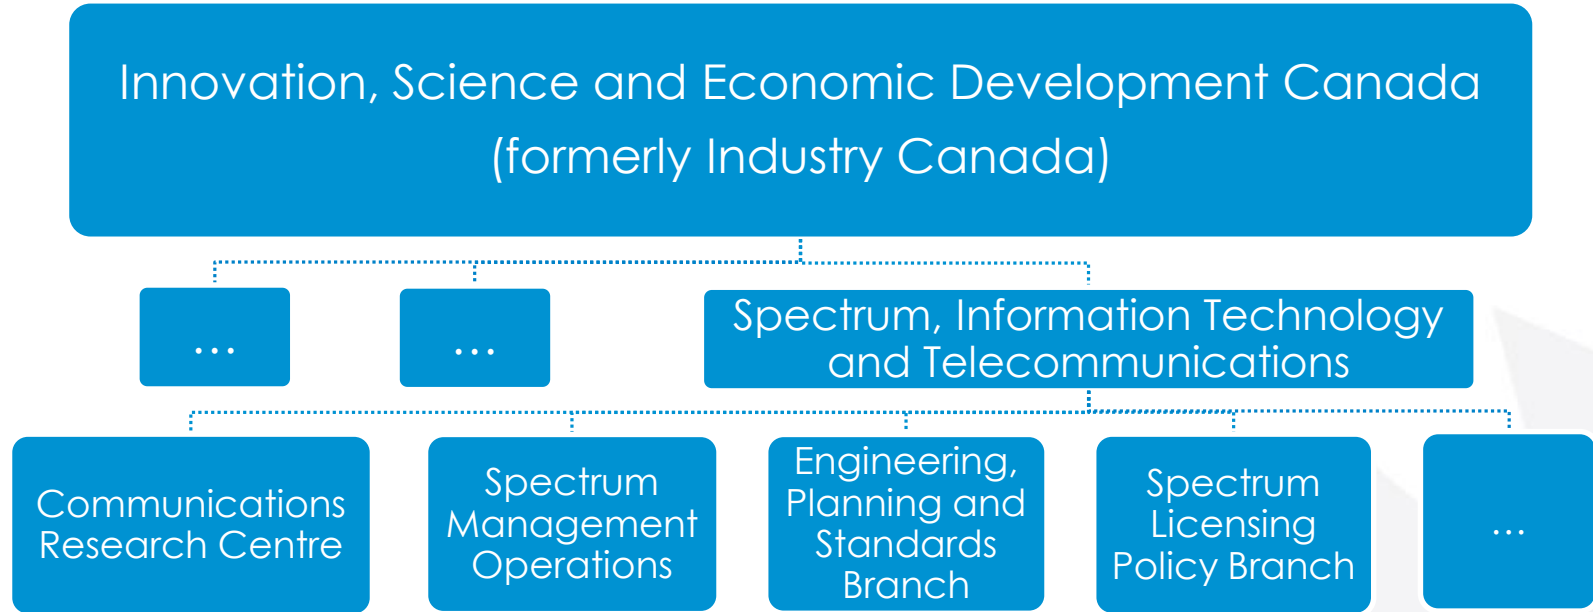 Innovation, Science and Economic Development Canada
(formerly Industry Canada)
...
...
Spectrum, Information Technology
and Telecommunications
Communications
Research Centre
Spectrum
Management
Operations
Engineering,
Planning and
Standards
Branch
Spectrum
Licensing
Policy Branch
...